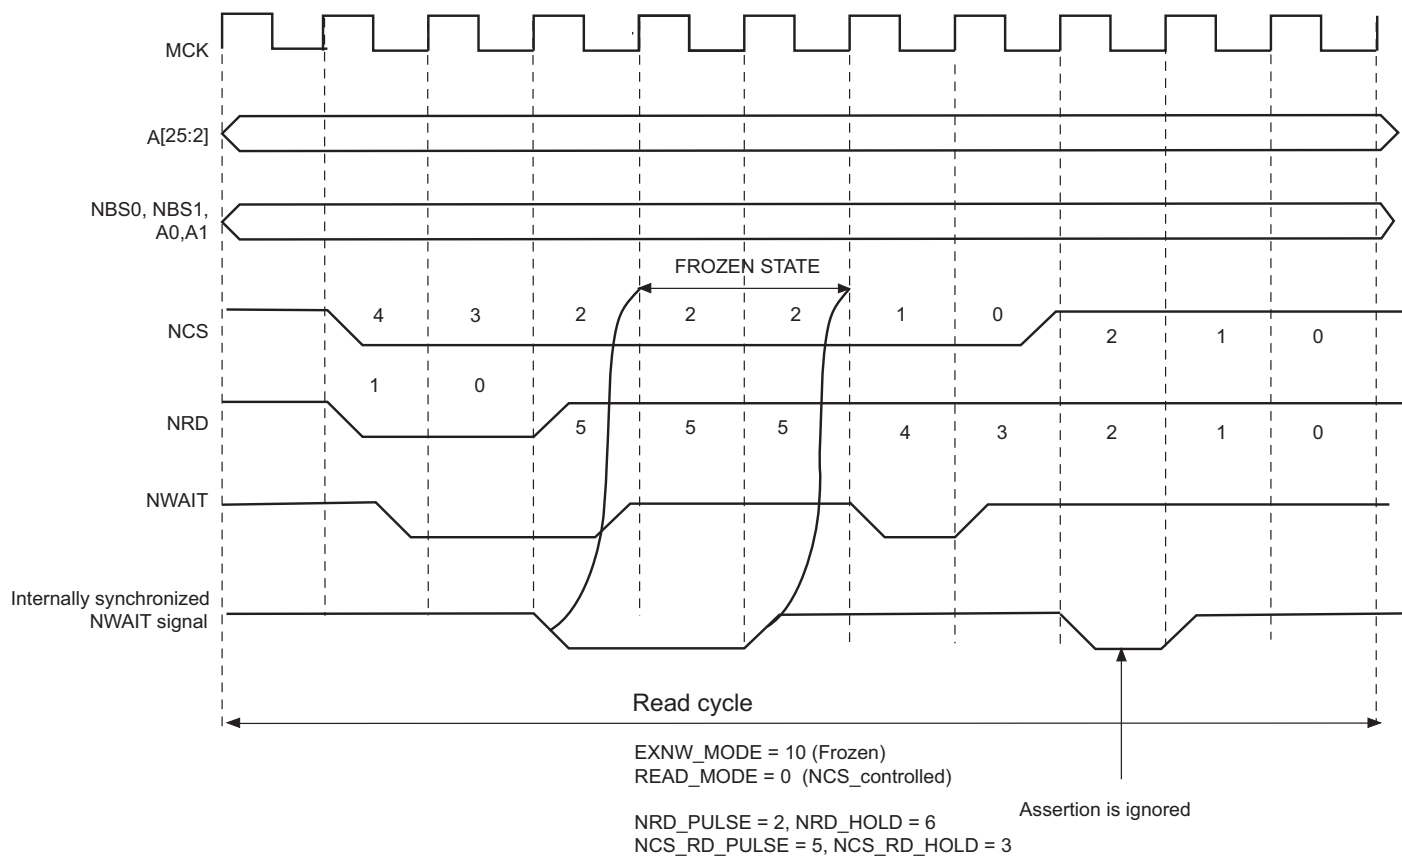 MCK
A[25:2]
NBS0, NBS1,
A0,A1
FROZEN STATE
NCS
4 3 2 2 2 1 0
2 1 0
1 0
NRD
5 5 5 4 3 2 1 0
NWAIT
Internally synchronized
NWAIT signal
Read cycle
EXNW_MODE = 10 (Frozen)
READ_MODE = 0 (NCS_controlled)
Assertion is ignored
NRD_PULSE = 2, NRD_HOLD = 6
NCS_RD_PULSE = 5, NCS_RD_HOLD = 3